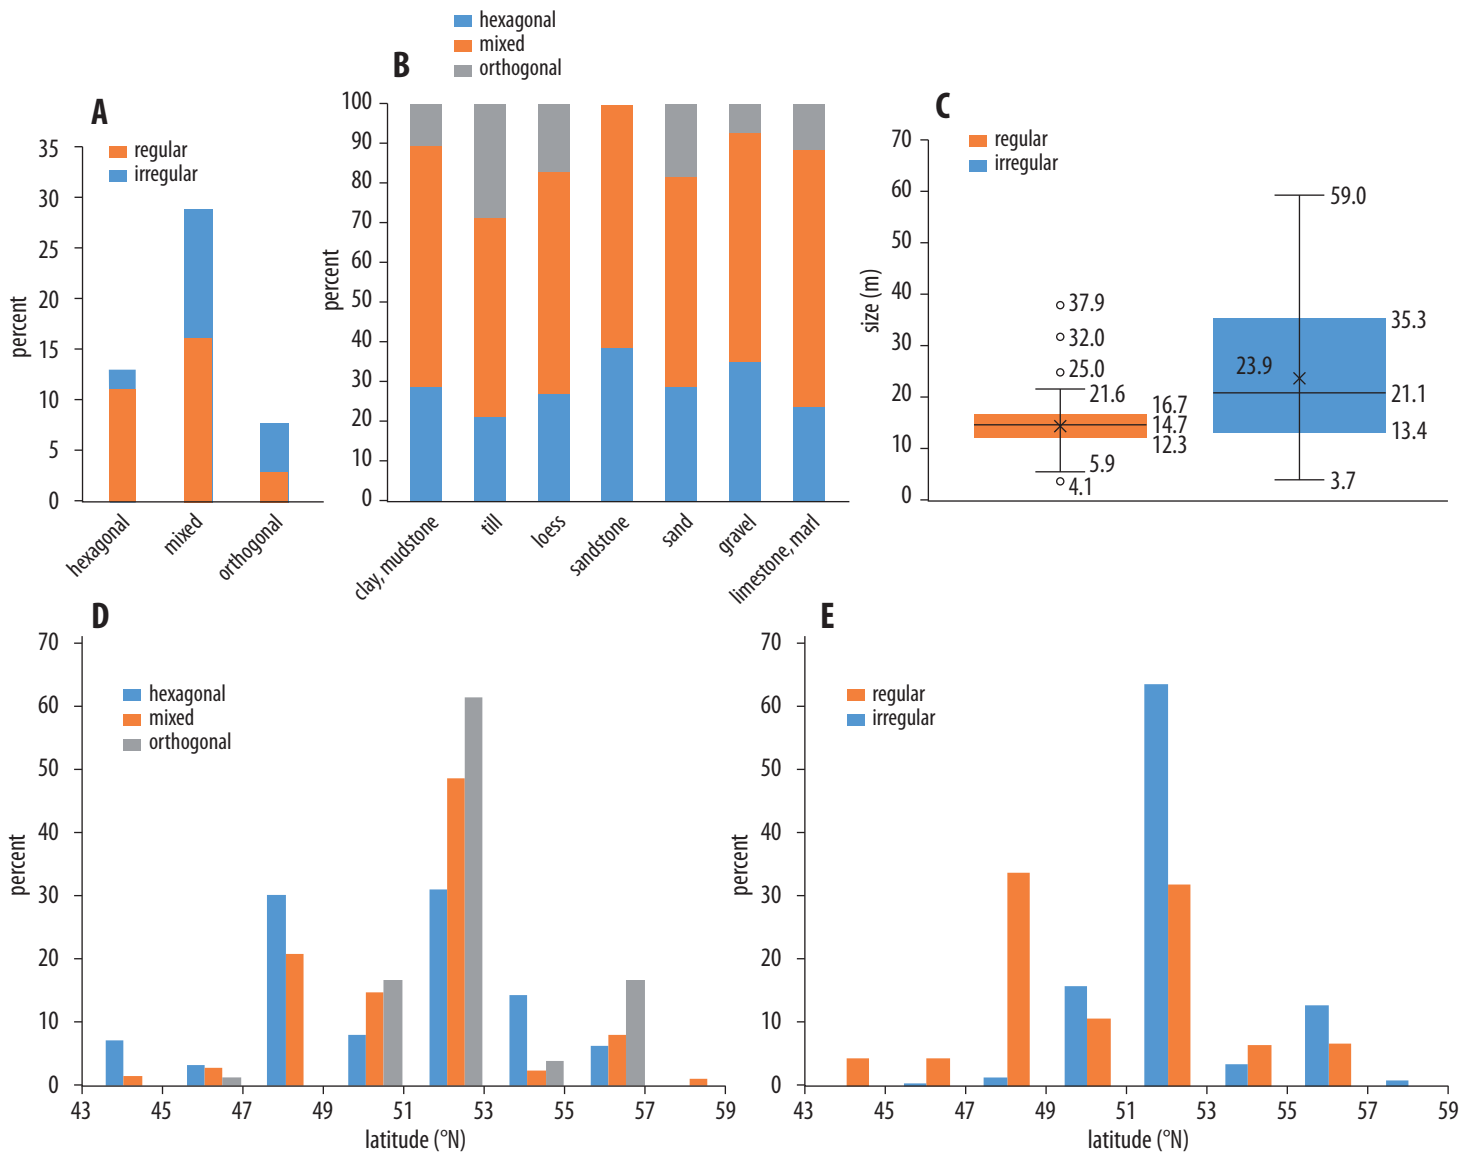 A
regular
irregular
35
30
25
20
15
10
5
0
percent
hexagonal
mixed
orthogonal
hexagonal
mixed
orthogonal
B
100
90
80
70
60
50
40
30
20
10
0
percent
clay, mudstone
till
loess
sandstone
sand
gravel
limestone, marl
C
regular
irregular
70
60
50
40
30
20
10
0
size (m)
37.9
32.0
25.0
21.6
16.7
14.7
12.3
5.9
4.1
59.0
35.3
23.9
21.1
13.4
3.7
D
hexagonal
mixed
orthogonal
70
60
50
40
30
20
10
0
percent
43 45 47 49 51 53 55 57 59
latitude (°N)
E
regular
irregular
70
60
50
40
30
20
10
0
percent
43 45 47 49 51 53 55 57 59
latitude (°N)